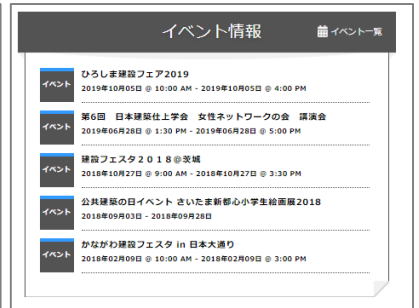 イベント情報
イベント一覧
イベント
ひろしま建設フェア2019
2019年10月05日 @ 10:00 AM - 2019年10月05日 @ 4:00 PM
イベント
第6回　日本建築仕上学会　女性ネットワークの会　講演会
2019年06月28日 @ 1:30 PM - 2019年06月28日 @ 5:00 PM
イベント
建設フェスタ２０１８@茨城
2018年10月27日 @ 9:00 AM - 2018年10月27日 @ 3:30 PM
イベント
公共建築の日イベント さいたま新都心小学生絵画展2018
2018年09月03日 - 2018年09月28日
イベント
かながわ建設フェスタ in 日本大通り
2018年02月09日 @ 10:00 AM - 2018年02月09日 @ 3:00 PM